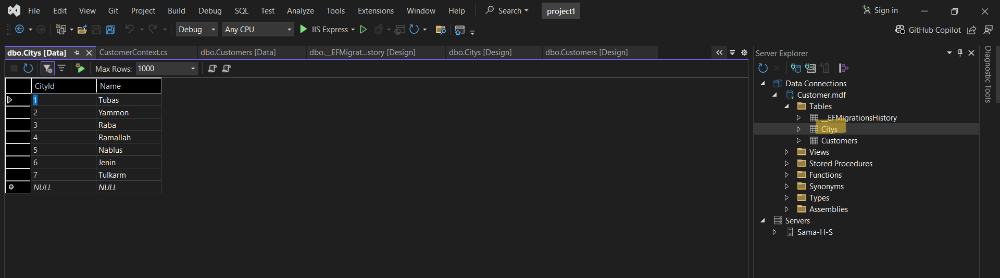 File Edit View Git Project Build Debug SQL Test Analyze Tools Extensions Window Help Search project1 Sign in
Debug Any CPU IIS Express GitHub Copilot
dbo.Citys [Data] CustomerContext.cs dbo.Customers [Data] dbo.__EFMigrat...story [Design] dbo.Citys [Design] dbo.Customers [Design]
Max Rows: 1000
CityId Name
1 Tubas
2 Yammon
3 Raba
4 Ramallah
5 Nablus
6 Jenin
7 Tulkarm
NULL NULL
Server Explorer
Data Connections
Customer.mdf
Tables
__EFMigrationsHistory
Citys
Customers
Views
Stored Procedures
Functions
Synonyms
Types
Assemblies
Servers
Sama-H-S
Diagnostic Tools